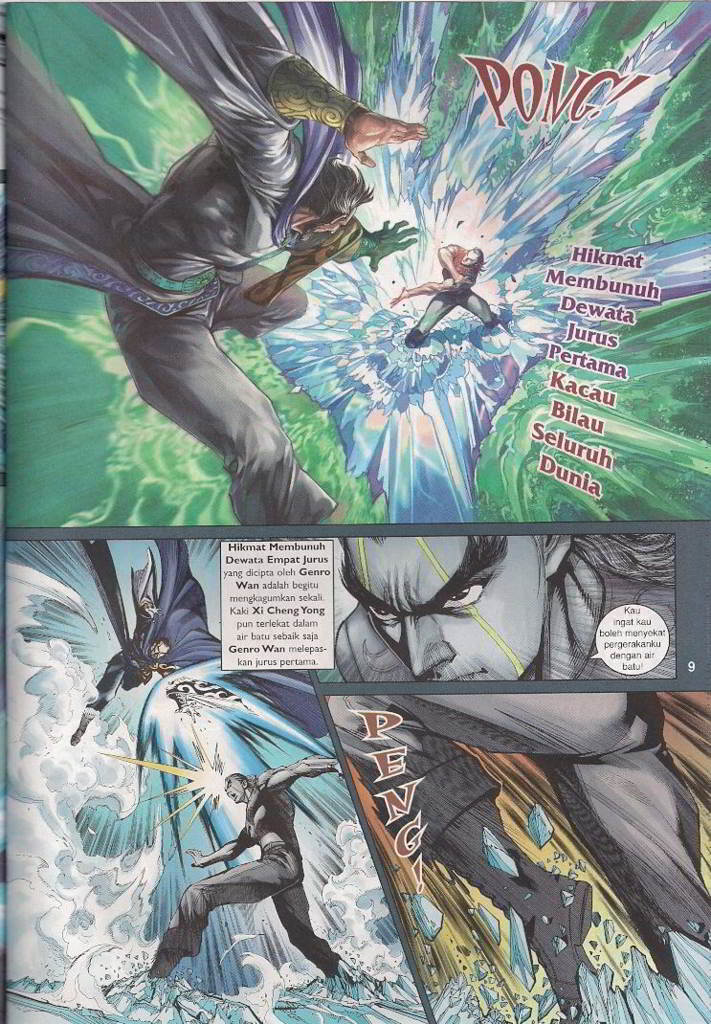 PONG!
Hikmat
Membunuh
Dewata
Jurus
Pertama
Kacau
Bilau
Seluruh
Dunia
Hikmat Membunuh
Dewata Empat Jurus
yang dicipta oleh Genro
Wan adalah begitu
mengkagumkan sekali.
Kaki Xi Cheng Yong
pun terlekat dalam
air batu sebaik saja
Genro Wan melepas-
kan jurus pertama.
Kau
ingat kau
boleh menyekat
pergerakanku
dengan air
batu!
9
PENG!